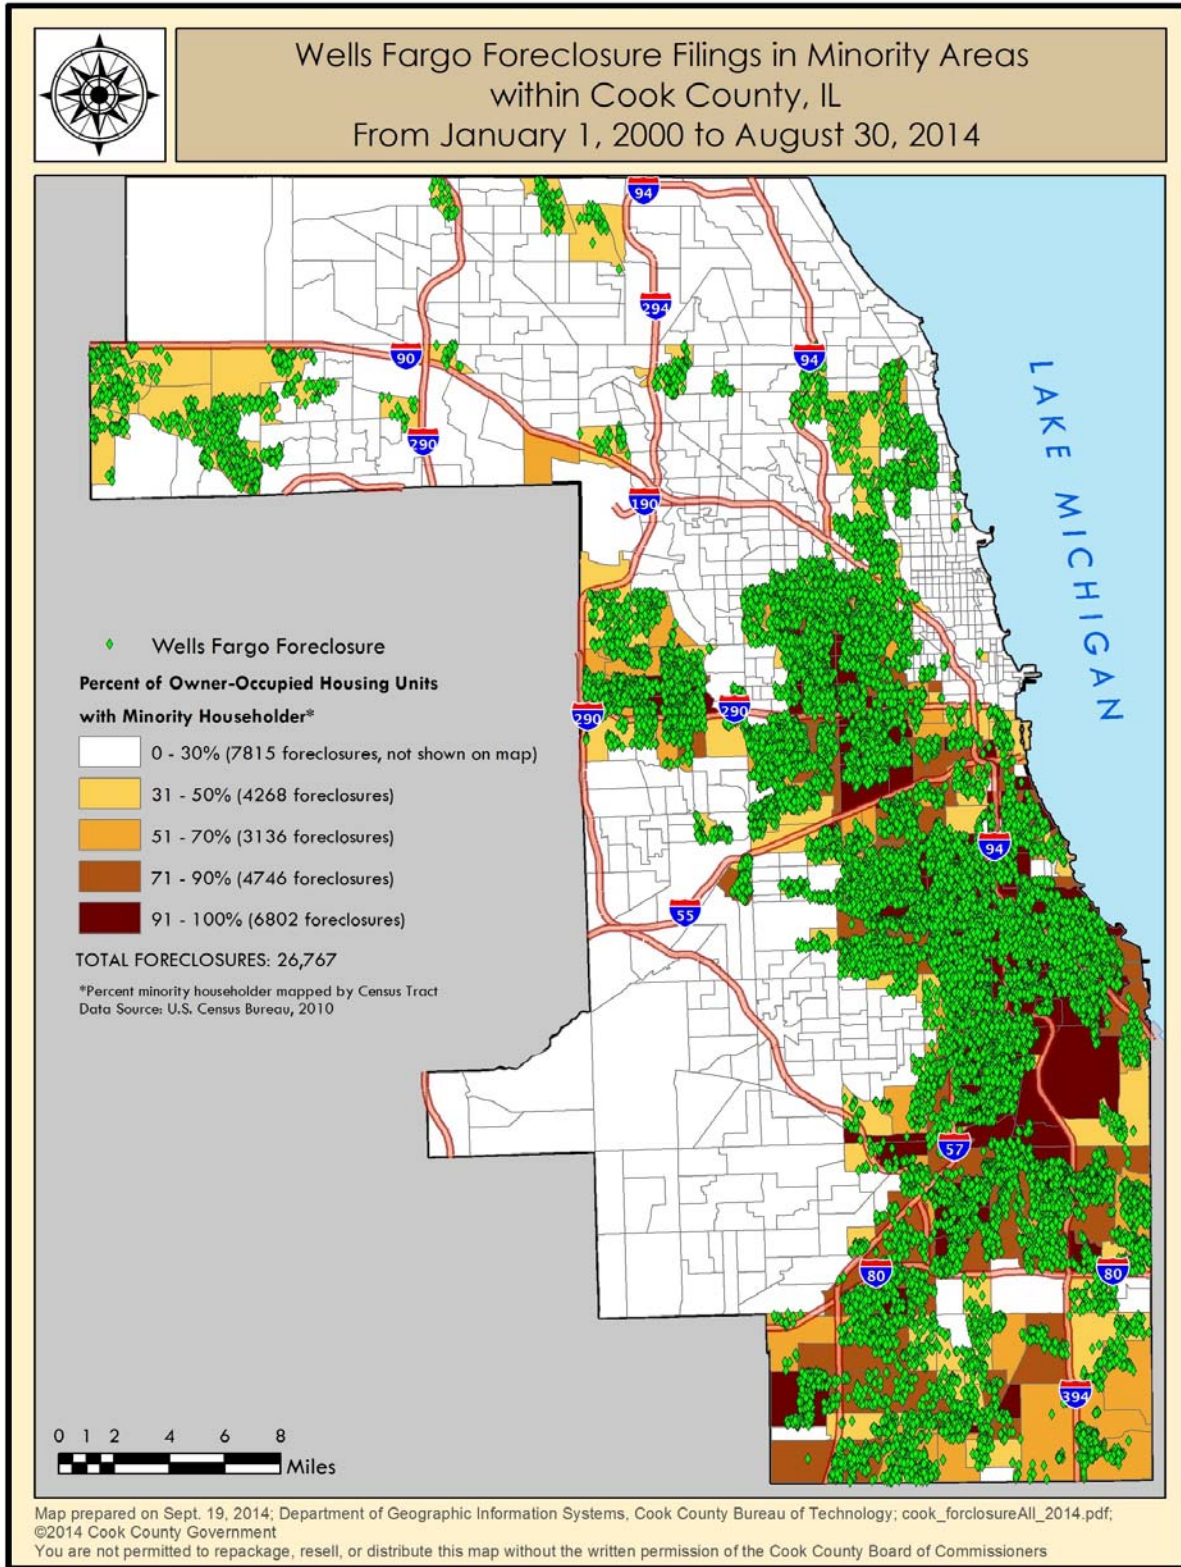 Wells Fargo Foreclosure Filings in Minority Areas
within Cook County, IL
From January 1, 2000 to August 30, 2014
94
294
90
94
290
190
LAKE MICHIGAN
Wells Fargo Foreclosure
Percent of Owner-Occupied Housing Units
with Minority Householder*
0 - 30% (7815 foreclosures, not shown on map)
31 - 50% (4268 foreclosures)
51 - 70% (3136 foreclosures)
71 - 90% (4746 foreclosures)
91 - 100% (6802 foreclosures)
TOTAL FORECLOSURES: 26,767
*Percent minority householder mapped by Census Tract
Data Source: U.S. Census Bureau, 2010
290
290
94
55
57
80
80
394
0 1 2 4 6 8
Miles
Map prepared on Sept. 19, 2014; Department of Geographic Information Systems, Cook County Bureau of Technology; cook_forclosureAll_2014.pdf;
©2014 Cook County Government
You are not permitted to repackage, resell, or distribute this map without the written permission of the Cook County Board of Commissioners